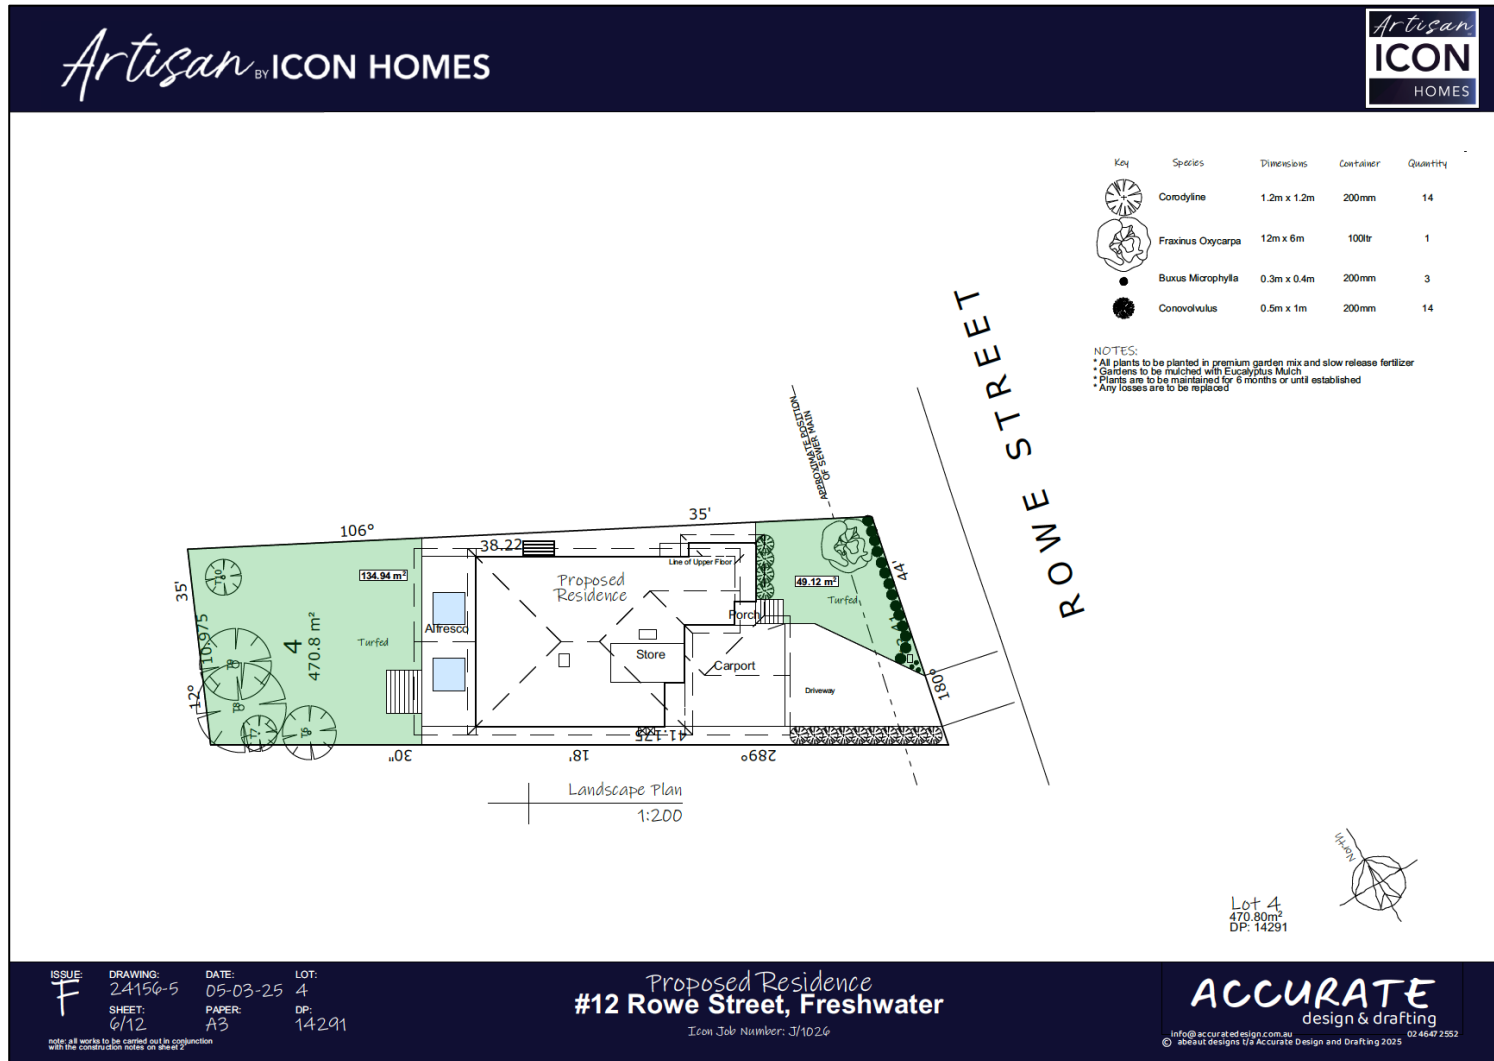 Artisan BY ICON HOMES
Artisan
ICON
HOMES
Key Species Dimensions Container Quantity
Corodyline 1.2m x 1.2m 200mm 14
Fraxinus Oxycarpa 12m x 6m 100ltr 1
Buxus Microphylla 0.3m x 0.4m 200mm 3
Conovolvulus 0.5m x 1m 200mm 14
NOTES:
* All plants to be planted in premium garden mix and slow release fertilizer
* Gardens to be mulched with Eucalyptus Mulch
* Plants are to be maintained for 6 months or until established
* Any losses are to be replaced
ROWE STREET
APPROXIMATE POSITION
OF SEWER MAIN
106°
35'
38.22
35'
10.975
12°
44'
180°
289°
18'
30"
41.175
134.94 m²
49.12 m²
4
470.8 m²
Turfed
Turfed
T10
T9
T8
T7
T6
Proposed
Residence
Line of Upper Floor
Alfresco
Porch
Store
Carport
Driveway
Landscape Plan
1:200
North
Lot 4
470.80m²
DP: 14291
ISSUE:
F
DRAWING:
24156-5
DATE:
05-03-25
LOT:
4
SHEET:
6/12
PAPER:
A3
DP:
14291
note: all works to be carried out in conjunction
with the construction notes on sheet 2
Proposed Residence
#12 Rowe Street, Freshwater
Icon Job Number: J/1026
ACCURATE
design & drafting
info@accuratedesign.com.au 02 4647 2552
© abeaut designs t/a Accurate Design and Drafting 2025